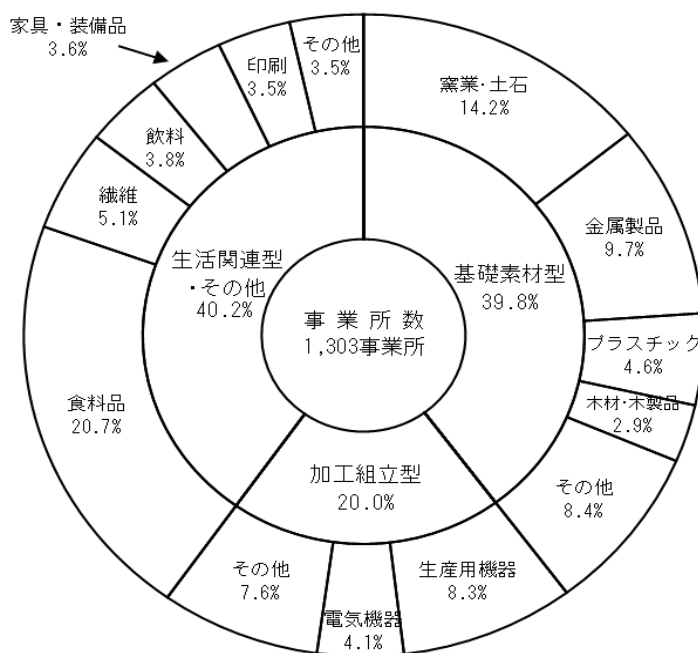 家具・装備品
3.6%
印刷
3.5%
その他
3.5%
窯業・土石
14.2%
飲料
3.8%
繊維
5.1%
金属製品
9.7%
生活関連型
・その他
40.2%
基礎素材型
39.8%
事業所数
1,303事業所
プラスチック
4.6%
食料品
20.7%
木材・木製品
2.9%
加工組立型
20.0%
その他
8.4%
その他
7.6%
生産用機器
8.3%
電気機器
4.1%